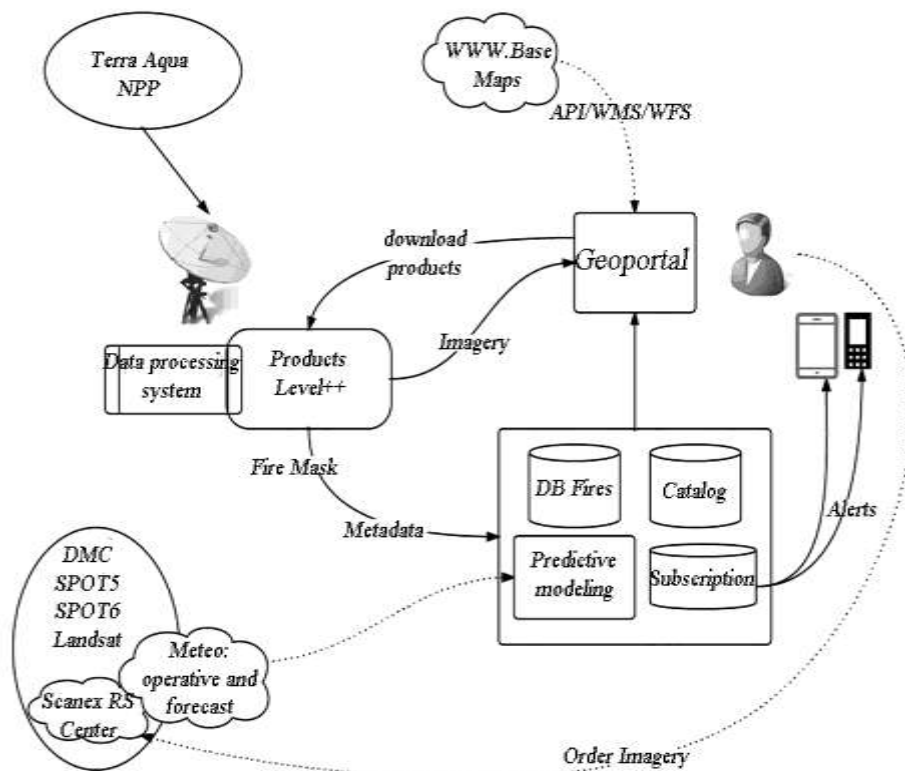 Terra Aqua
NPP
WWW.Base
Maps
API/WMS/WFS
download
products
Geoportal
Imagery
Data processing
system
Products
Level++
Fire Mask
Metadata
DB Fires
Catalog
Alerts
Predictive
modeling
Subscription
DMC
SPOT5
SPOT6
Landsat
Meteo:
operative and
forecast
Scanex RS
Center
Order Imagery